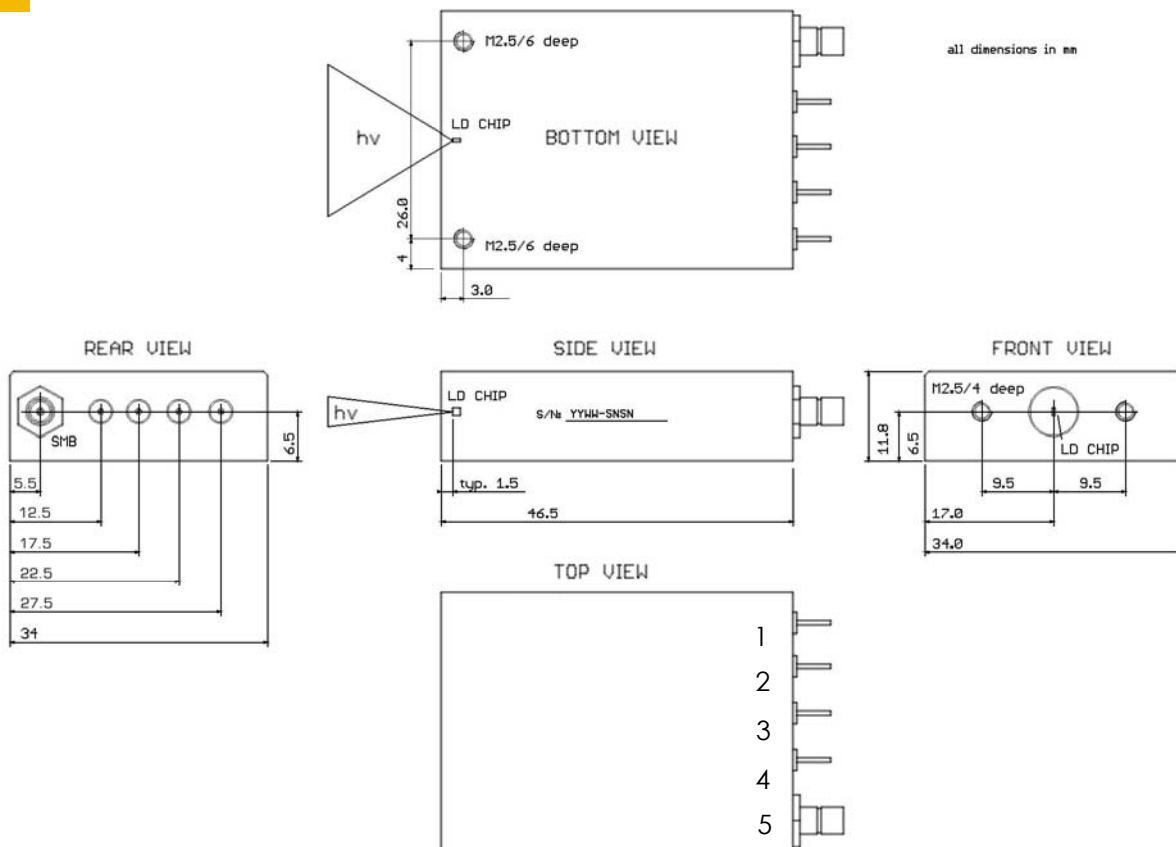 M2.5/6 deep
all dimensions in mm
LD CHIP
hv
BOTTOM VIEW
26.0
M2.5/6 deep
4
3.0
REAR VIEW
SMB
6.5
5.5
12.5
17.5
22.5
27.5
34
SIDE VIEW
LD CHIP
hv
S/№ YYWW-SNSN
typ. 1.5
46.5
FRONT VIEW
M2.5/4 deep
11.8
6.5
LD CHIP
9.5 9.5
17.0
34.0
TOP VIEW
1
2
3
4
5